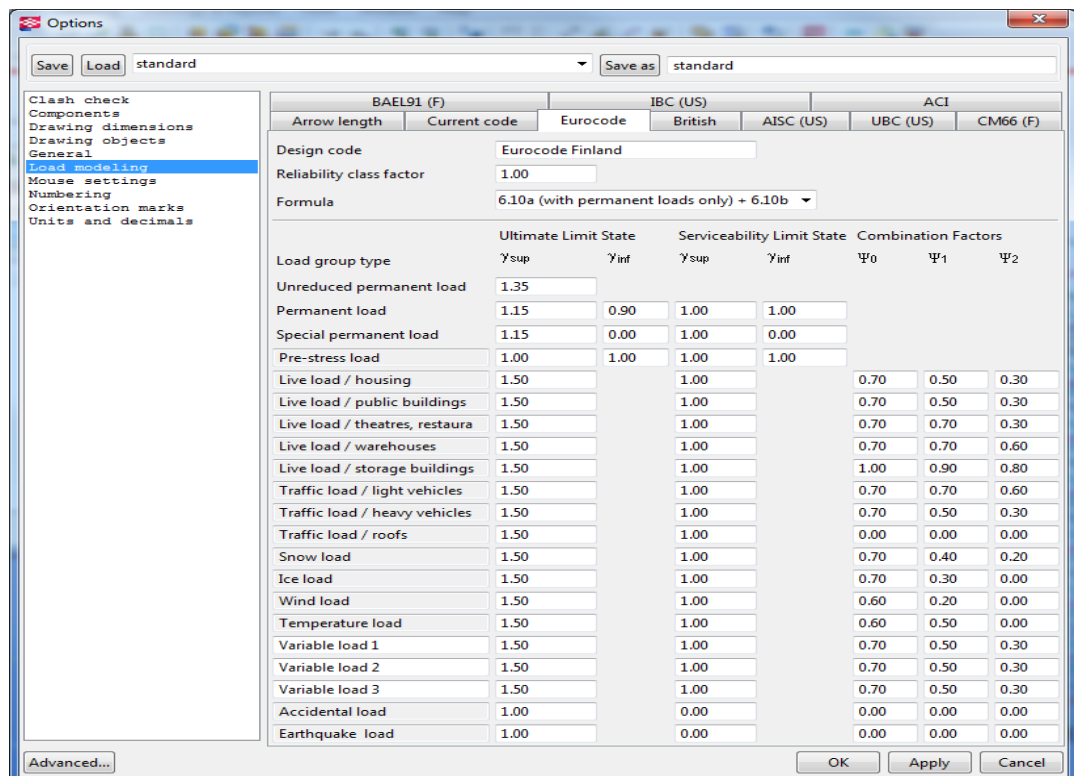 Options
Save Load standard Save as standard
Clash check
Components
Drawing dimensions
Drawing objects
General
Load modeling
Mouse settings
Numbering
Orientation marks
Units and decimals
BAEL91 (F) IBC (US) ACI
Arrow length Current code Eurocode British AISC (US) UBC (US) CM66 (F)
Design code Eurocode Finland
Reliability class factor 1.00
Formula 6.10a (with permanent loads only) + 6.10b
Ultimate Limit State Serviceability Limit State Combination Factors
Load group type γsup γinf γsup γinf Ψ0 Ψ1 Ψ2
Unreduced permanent load 1.35
Permanent load 1.15 0.90 1.00 1.00
Special permanent load 1.15 0.00 1.00 0.00
Pre-stress load 1.00 1.00 1.00 1.00
Live load / housing 1.50 1.00 0.70 0.50 0.30
Live load / public buildings 1.50 1.00 0.70 0.50 0.30
Live load / theatres, restaura 1.50 1.00 0.70 0.70 0.30
Live load / warehouses 1.50 1.00 0.70 0.70 0.60
Live load / storage buildings 1.50 1.00 1.00 0.90 0.80
Traffic load / light vehicles 1.50 1.00 0.70 0.70 0.60
Traffic load / heavy vehicles 1.50 1.00 0.70 0.50 0.30
Traffic load / roofs 1.50 1.00 0.00 0.00 0.00
Snow load 1.50 1.00 0.70 0.40 0.20
Ice load 1.50 1.00 0.70 0.30 0.00
Wind load 1.50 1.00 0.60 0.20 0.00
Temperature load 1.50 1.00 0.60 0.50 0.00
Variable load 1 1.50 1.00 0.70 0.50 0.30
Variable load 2 1.50 1.00 0.70 0.50 0.30
Variable load 3 1.50 1.00 0.70 0.50 0.30
Accidental load 1.00 0.00 0.00 0.00 0.00
Earthquake load 1.00 0.00 0.00 0.00 0.00
Advanced... OK Apply Cancel